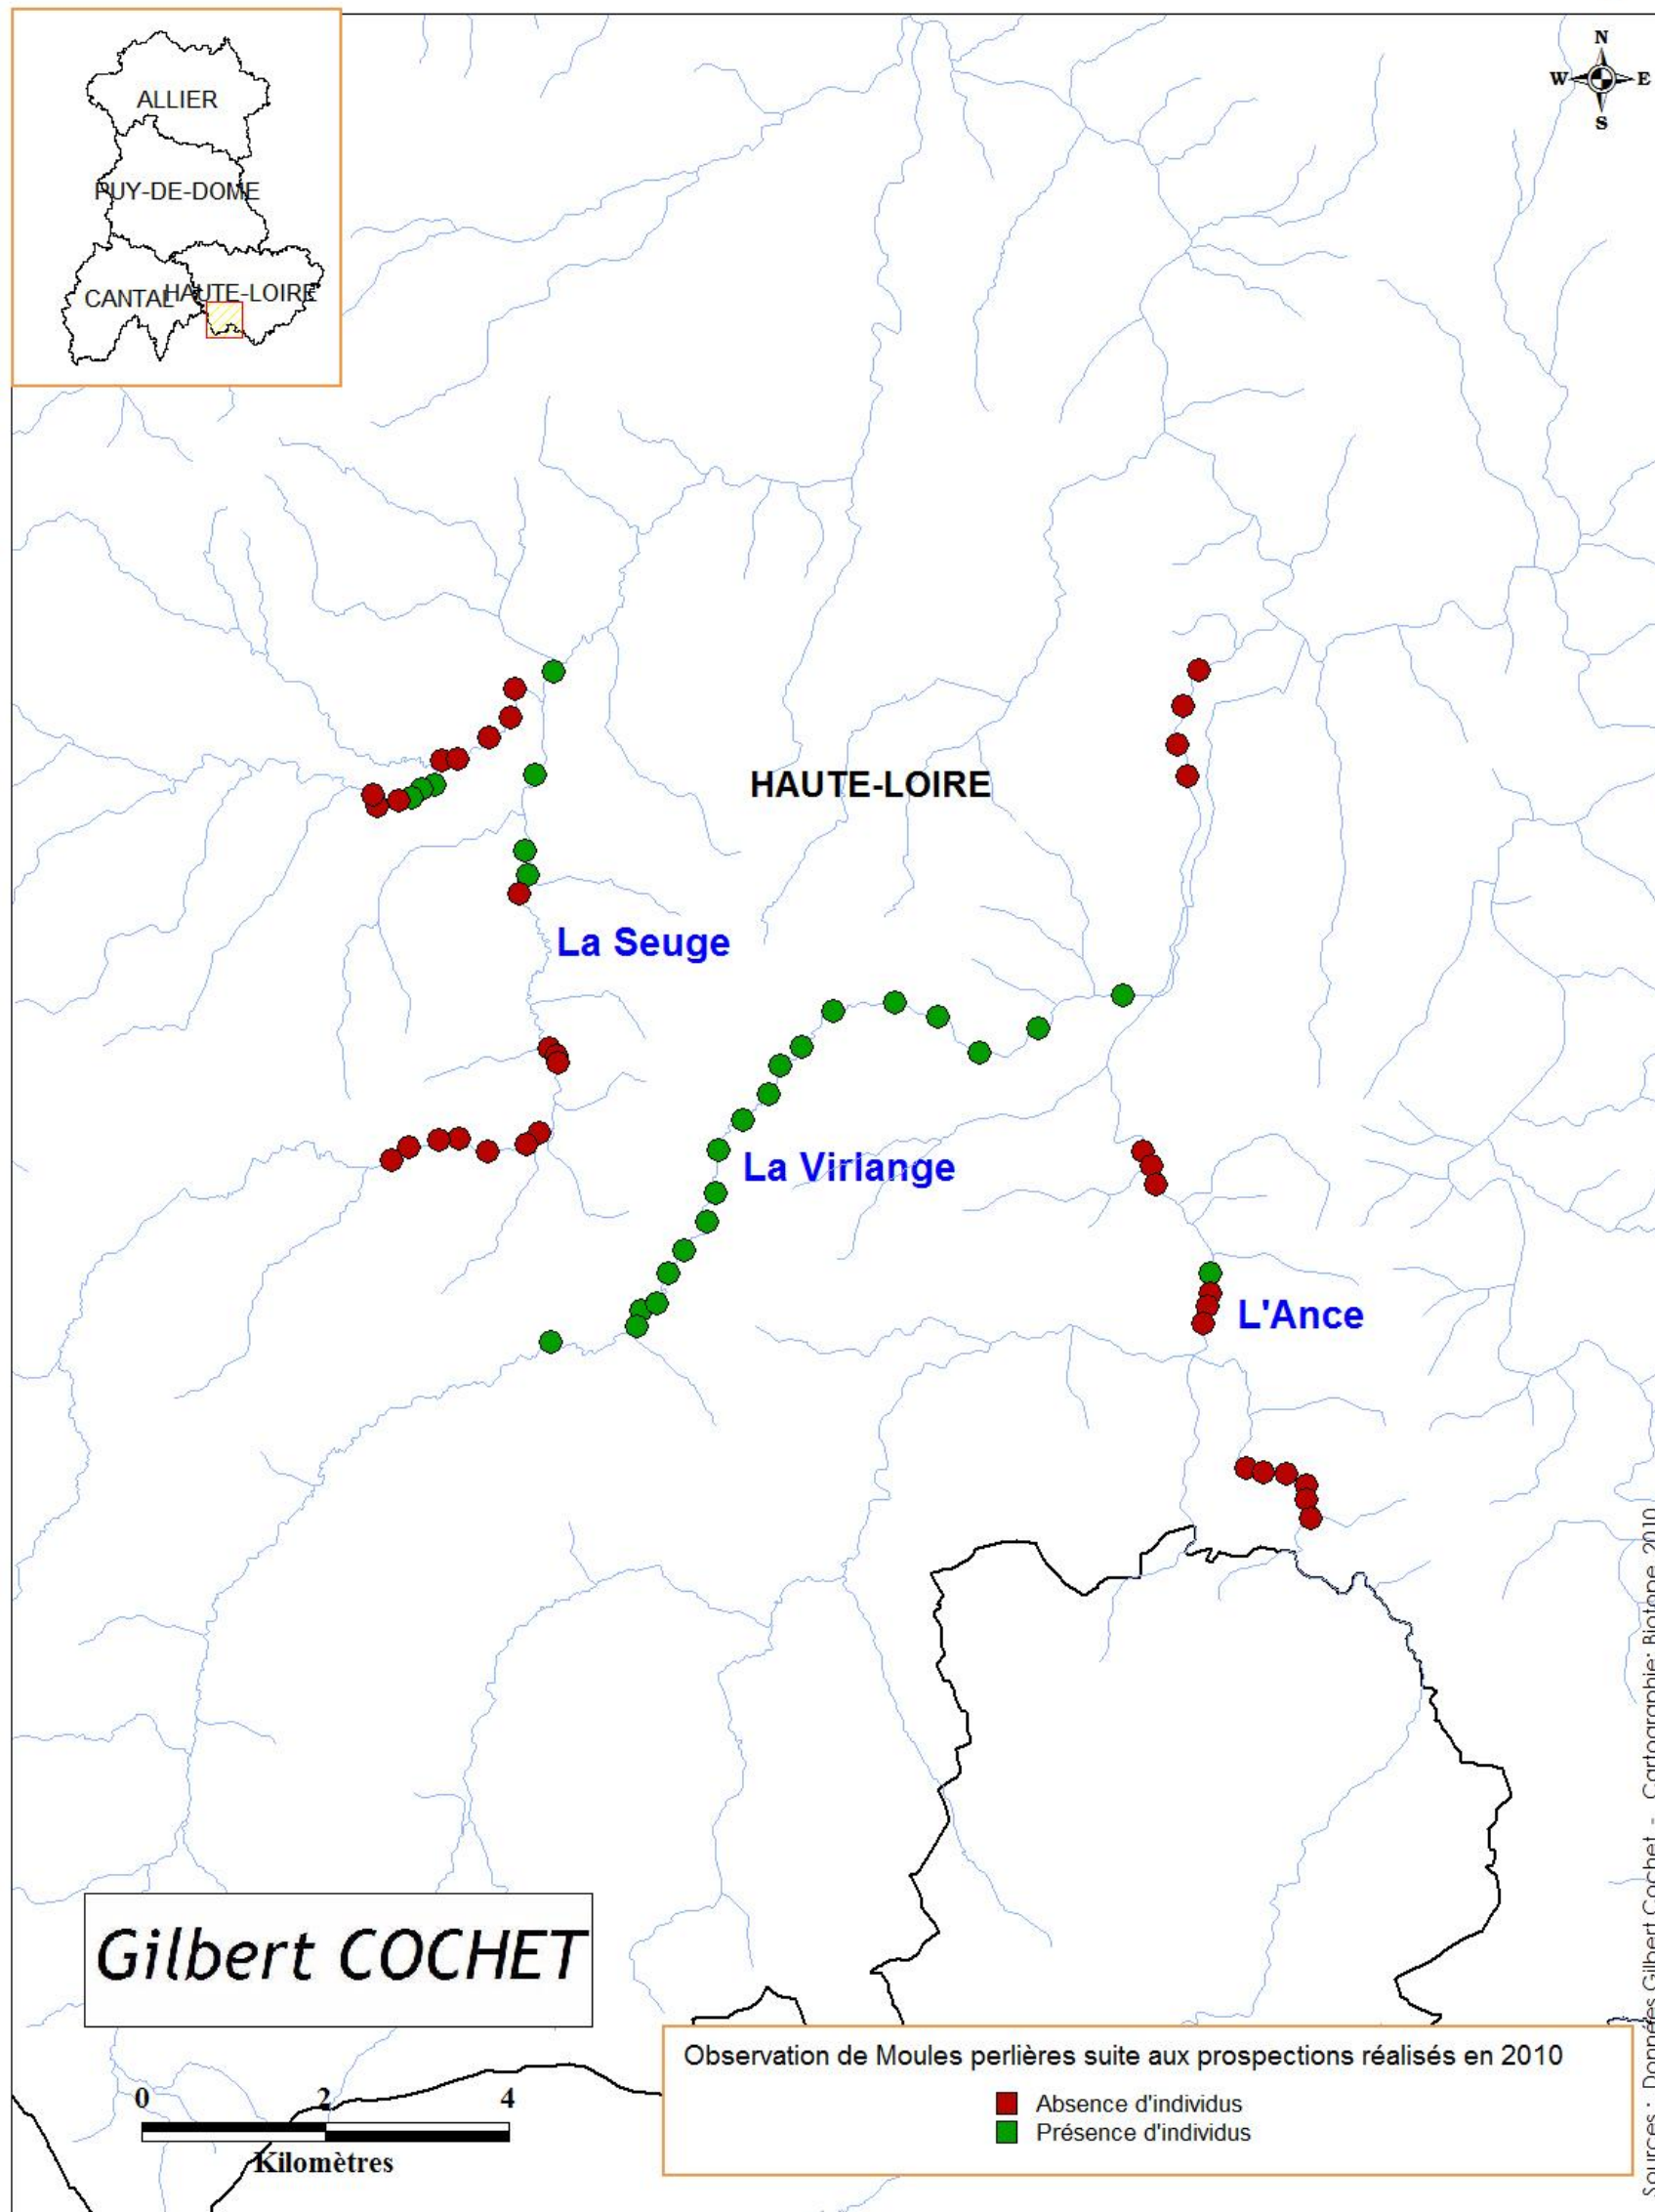 N
W E
S
ALLIER
PUY-DE-DOME
CANTAL
HAUTE-LOIRE
HAUTE-LOIRE
La Seuge
La Virlange
L'Ance
Gilbert COCHET
0 2 4
Kilomètres
Observation de Moules perlières suite aux prospections réalisés en 2010
Absence d'individus
Présence d'individus
Sources : Données Gilbert Cochet - Cartographie: Biotope, 2010